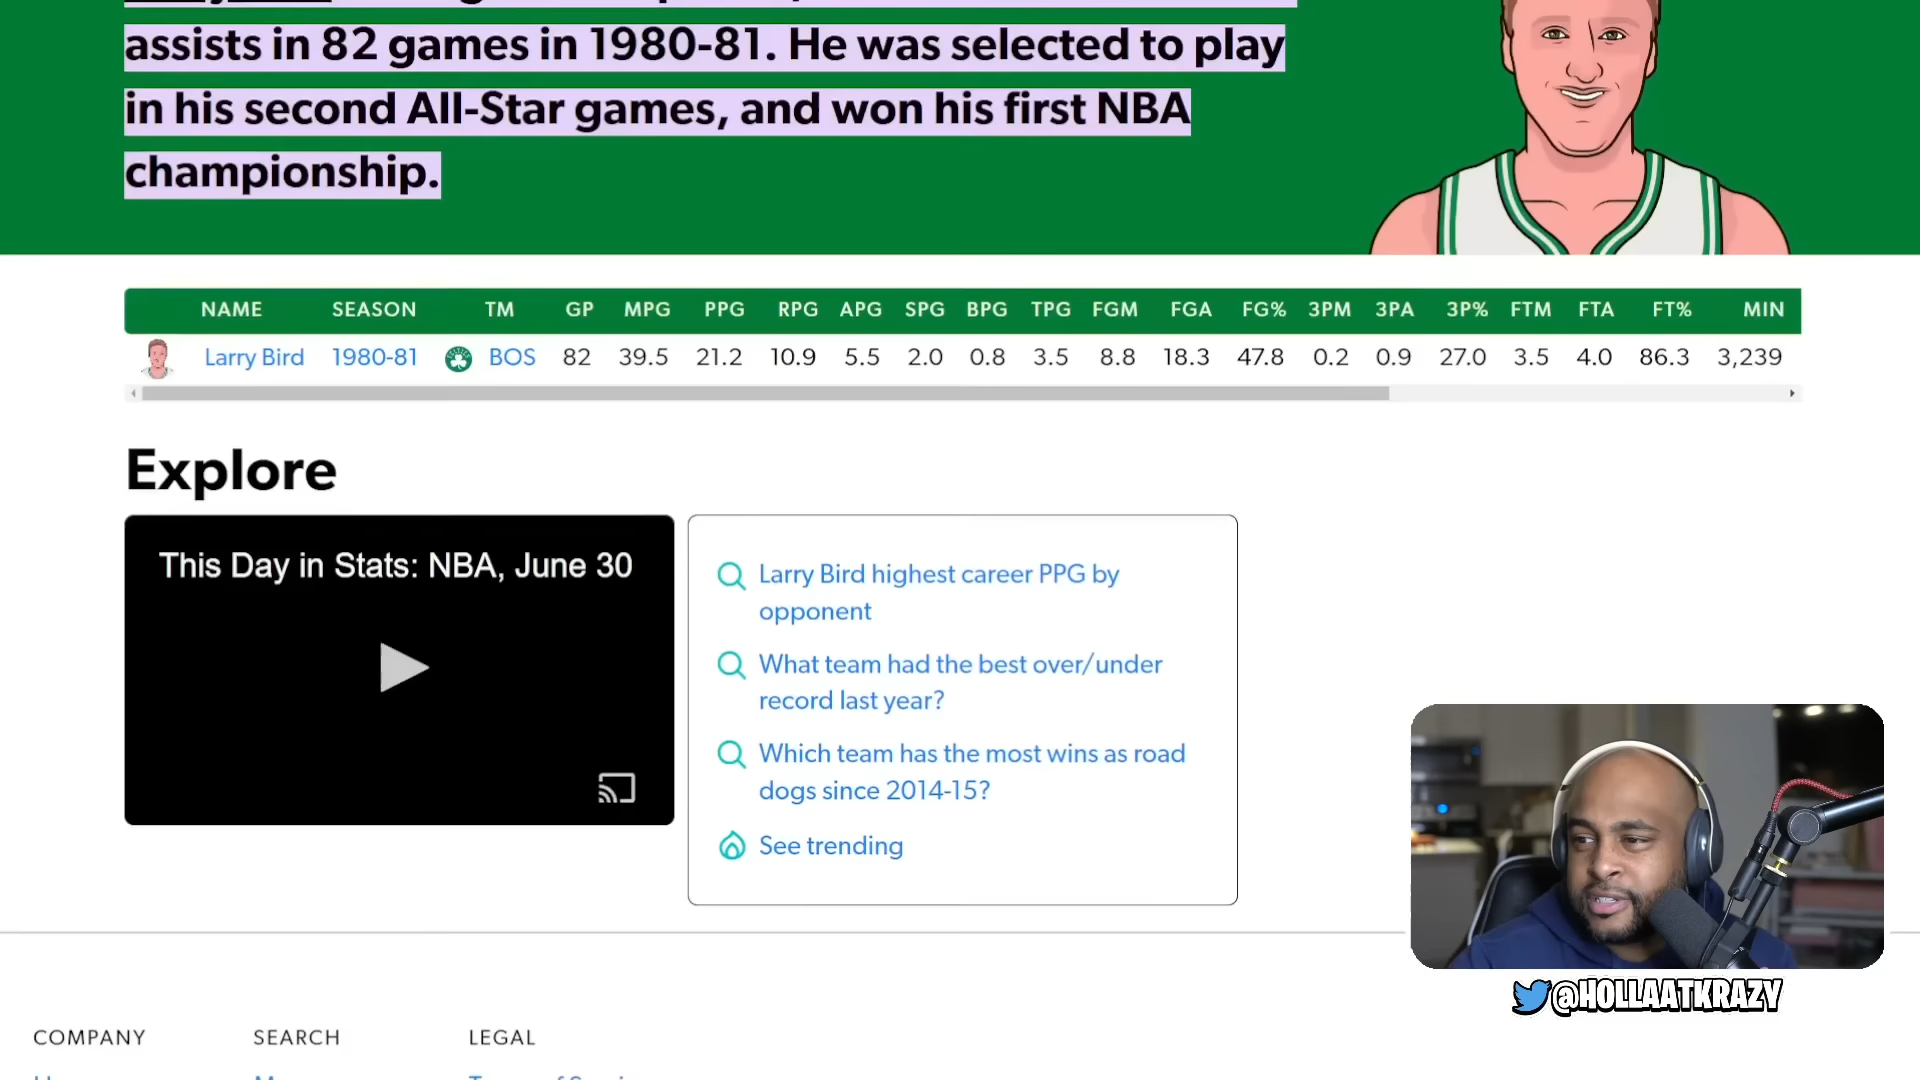 assists in 82 games in 1980-81. He was selected to play
in his second All-Star games, and won his first NBA
championship.
NAME SEASON TM GP MPG PPG RPG APG SPG BPG TPG FGM FGA FG% 3PM 3PA 3P% FTM FTA FT% MIN
Larry Bird 1980-81 BOS 82 39.5 21.2 10.9 5.5 2.0 0.8 3.5 8.8 18.3 47.8 0.2 0.9 27.0 3.5 4.0 86.3 3,239
Explore
This Day in Stats: NBA, June 30
Larry Bird highest career PPG by
opponent
What team had the best over/under
record last year?
Which team has the most wins as road
dogs since 2014-15?
See trending
@HOLLAATKRAZY
COMPANY SEARCH LEGAL